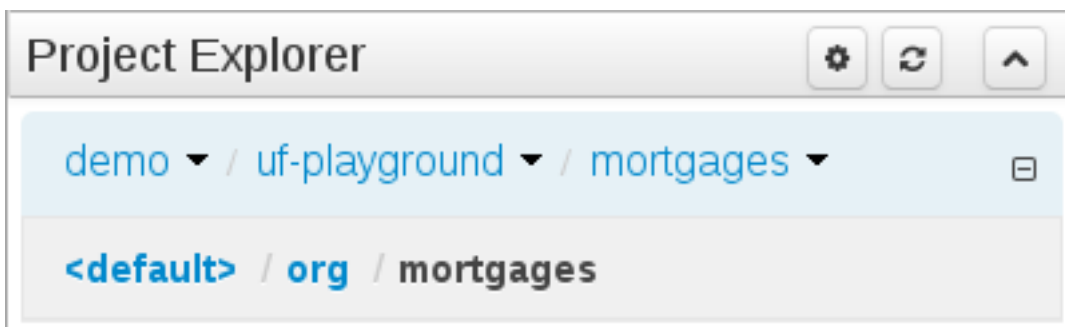 Project Explorer
demo / uf-playground / mortgages
<default> / org / mortgages